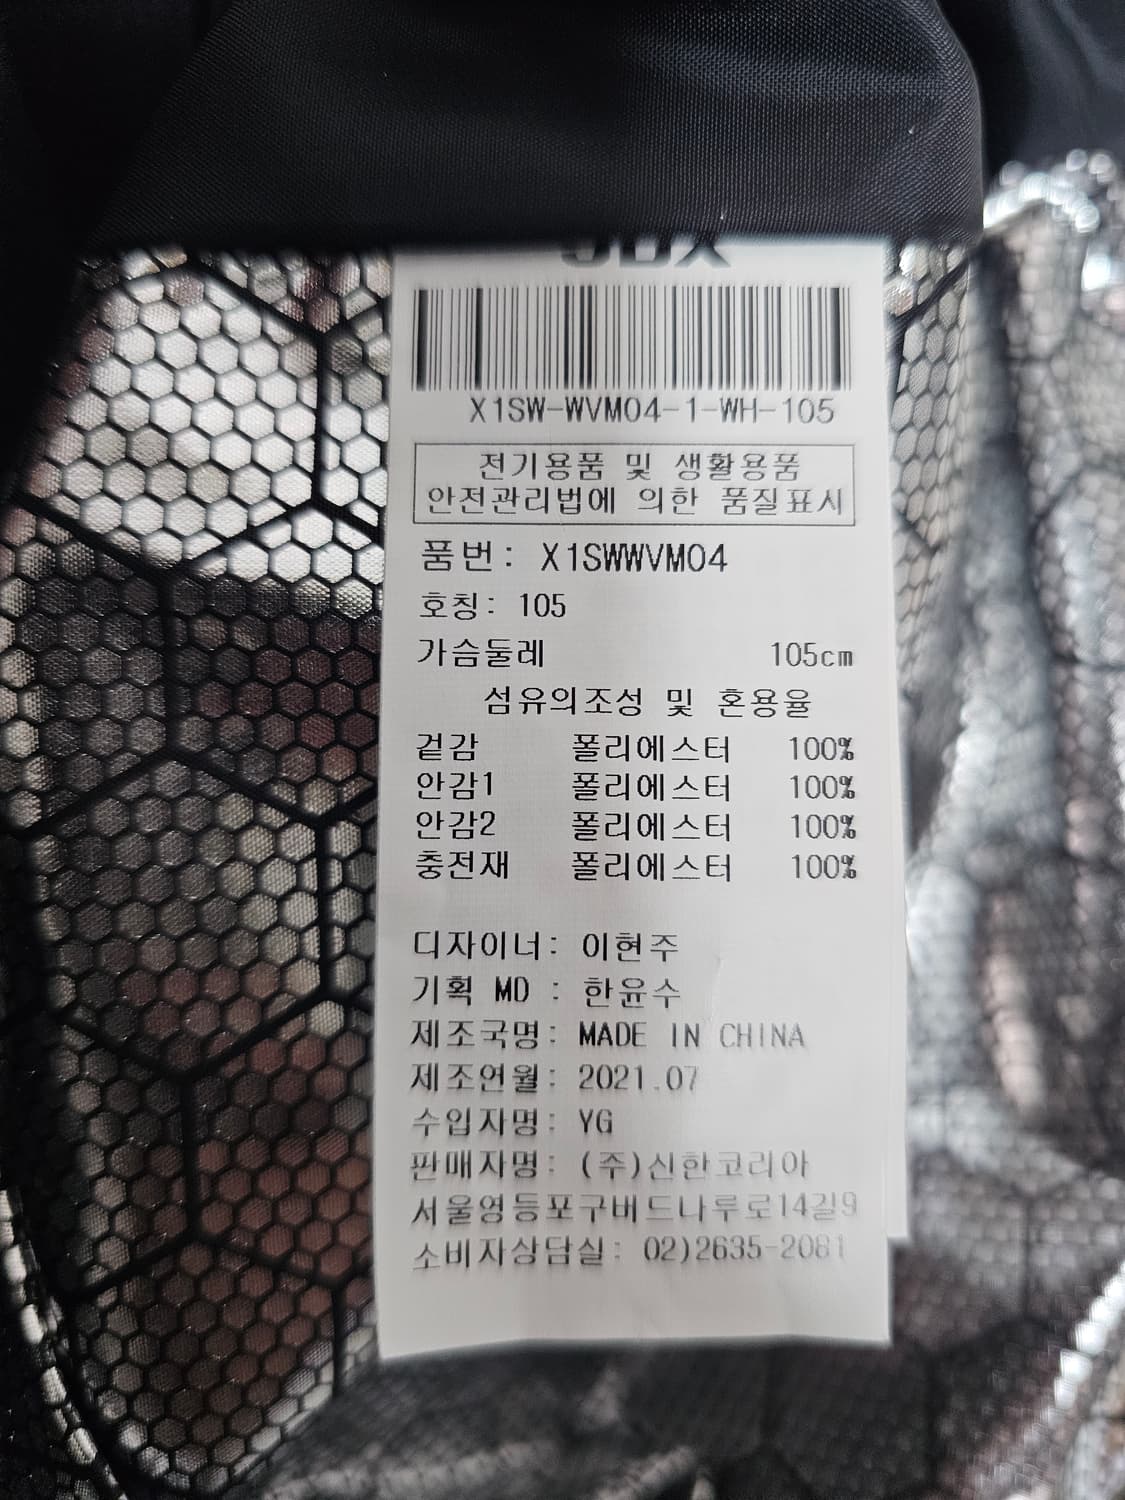 X1SW-WVM04-1-WH-105
전기용품 및 생활용품
안전관리법에 의한 품질표시
품번: X1SWWVM04
호칭: 105
가슴둘레 105cm
섬유의조성 및 혼용율
겉감 폴리에스터 100%
안감1 폴리에스터 100%
안감2 폴리에스터 100%
충전재 폴리에스터 100%
디자이너: 이현주
기획 MD : 한윤수
제조국명: MADE IN CHINA
제조연월: 2021.07
수입자명: YG
판매자명: (주)신한코리아
서울영등포구버드나루로14길9
소비자상담실: 02)2635-2081